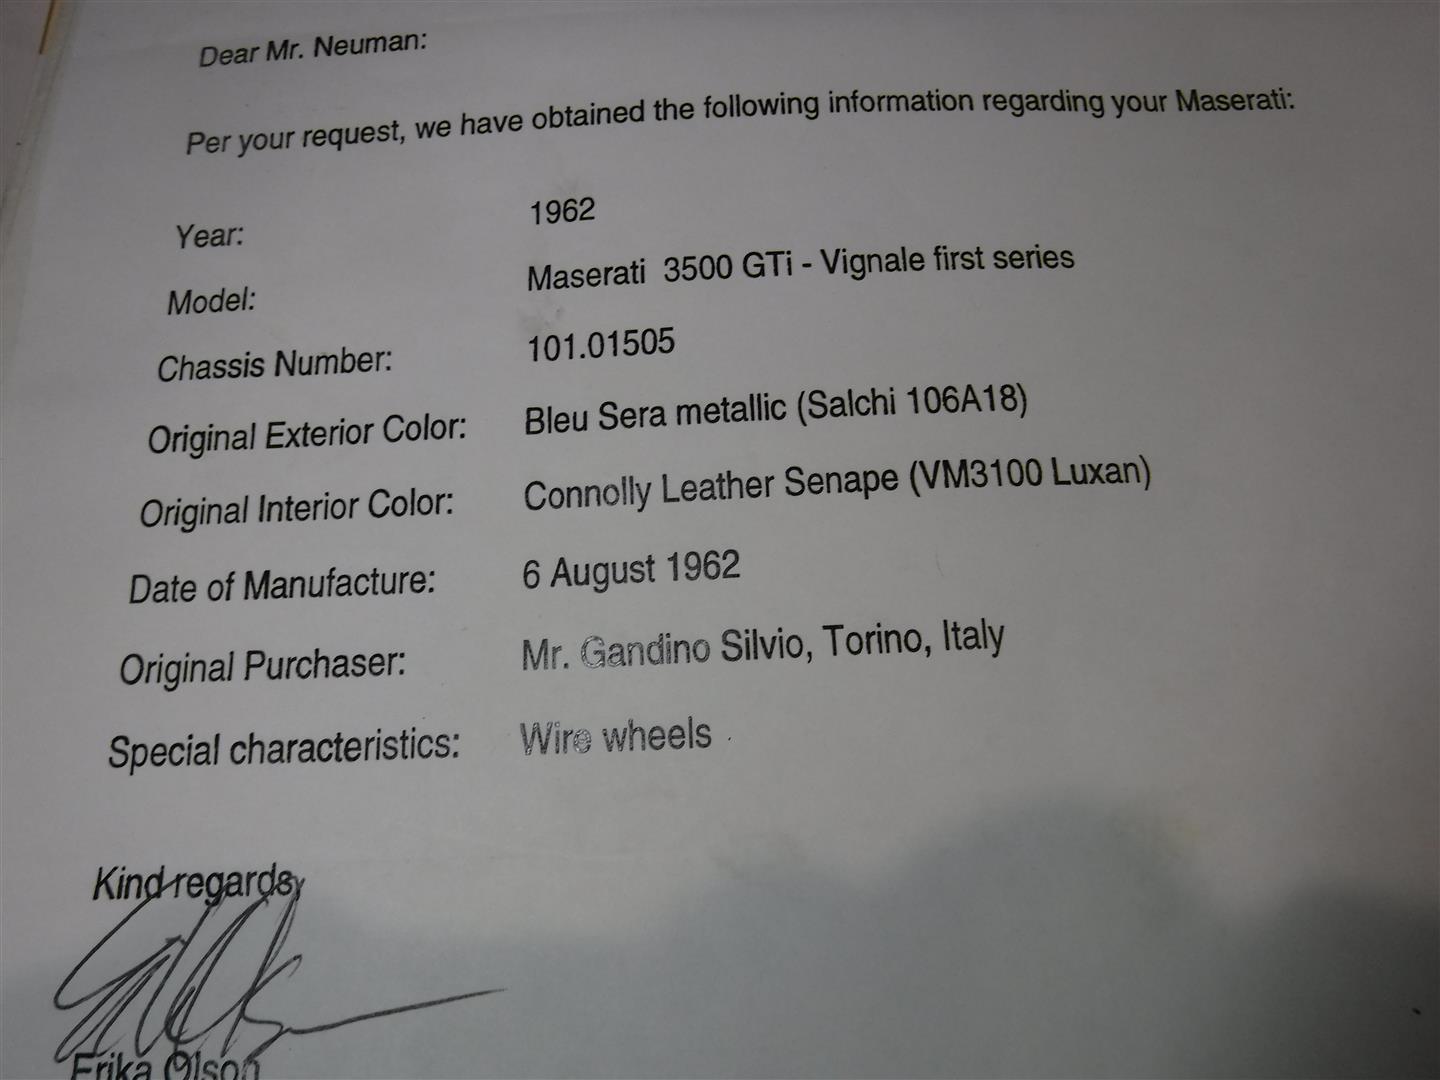 Dear Mr. Neuman:
Per your request, we have obtained the following information regarding your Maserati:
Year: 1962
Model: Maserati 3500 GTi - Vignale first series
Chassis Number: 101.01505
Original Exterior Color: Bleu Sera metallic (Salchi 106A18)
Original Interior Color: Connolly Leather Senape (VM3100 Luxan)
Date of Manufacture: 6 August 1962
Original Purchaser: Mr. Gandino Silvio, Torino, Italy
Special characteristics: Wire wheels
Kind regards,
Erika Olson